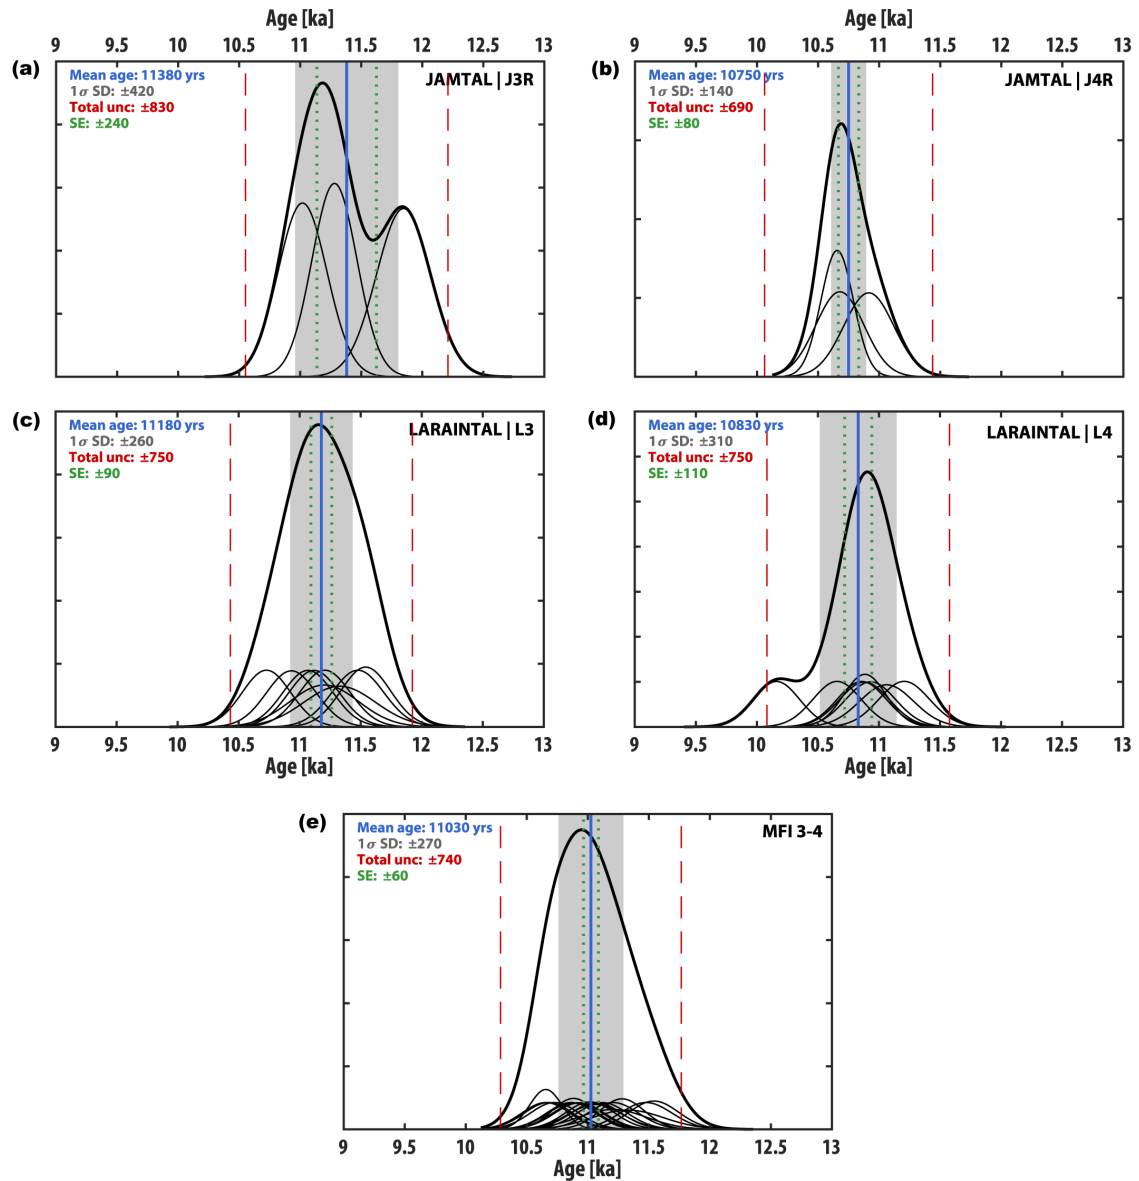 Age [ka]
Age [ka]
9 9.5 10 10.5 11 11.5 12 12.5 13
9 9.5 10 10.5 11 11.5 12 12.5 13
(a)
Mean age: 11380 yrs
1σ SD: ±420
Total unc: ±830
SE: ±240
JAMTAL | J3R
(b)
Mean age: 10750 yrs
1σ SD: ±140
Total unc: ±690
SE: ±80
JAMTAL | J4R
(c)
Mean age: 11180 yrs
1σ SD: ±260
Total unc: ±750
SE: ±90
LARAINTAL | L3
(d)
Mean age: 10830 yrs
1σ SD: ±310
Total unc: ±750
SE: ±110
LARAINTAL | L4
9 9.5 10 10.5 11 11.5 12 12.5 13
9 9.5 10 10.5 11 11.5 12 12.5 13
Age [ka]
Age [ka]
(e)
Mean age: 11030 yrs
1σ SD: ±270
Total unc: ±740
SE: ±60
MFI 3-4
9 9.5 10 10.5 11 11.5 12 12.5 13
Age [ka]